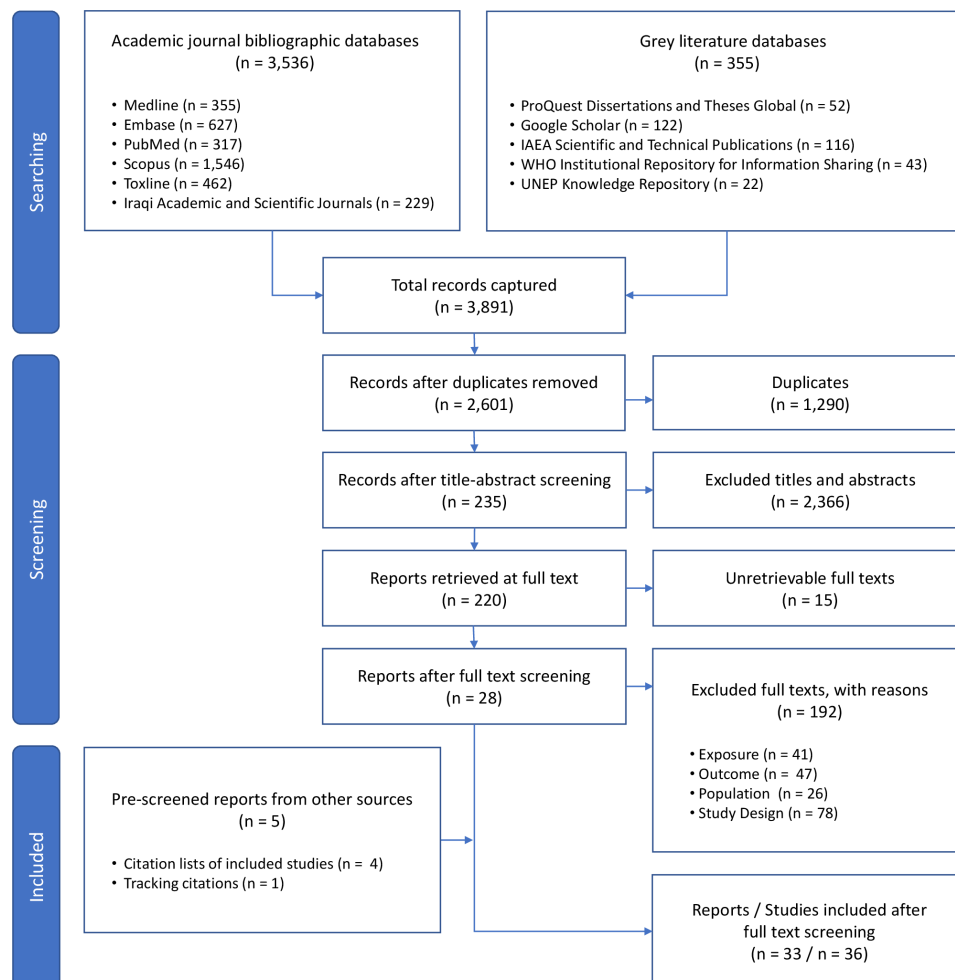 Searching
Academic journal bibliographic databases
(n = 3,536)
• Medline (n = 355)
• Embase (n = 627)
• PubMed (n = 317)
• Scopus (n = 1,546)
• Toxline (n = 462)
• Iraqi Academic and Scientific Journals (n = 229)
Grey literature databases
(n = 355)
• ProQuest Dissertations and Theses Global (n = 52)
• Google Scholar (n = 122)
• IAEA Scientific and Technical Publications (n = 116)
• WHO Institutional Repository for Information Sharing (n = 43)
• UNEP Knowledge Repository (n = 22)
Total records captured
(n = 3,891)
Screening
Records after duplicates removed
(n = 2,601)
Duplicates
(n = 1,290)
Records after title-abstract screening
(n = 235)
Excluded titles and abstracts
(n = 2,366)
Reports retrieved at full text
(n = 220)
Unretrievable full texts
(n = 15)
Reports after full text screening
(n = 28)
Excluded full texts, with reasons
(n = 192)
• Exposure (n = 41)
• Outcome (n =  47)
• Population  (n = 26)
• Study Design (n = 78)
Included
Pre-screened reports from other sources
(n = 5)
• Citation lists of included studies (n =  4)
• Tracking citations (n = 1)
Reports / Studies included after
full text screening
(n = 33 / n = 36)